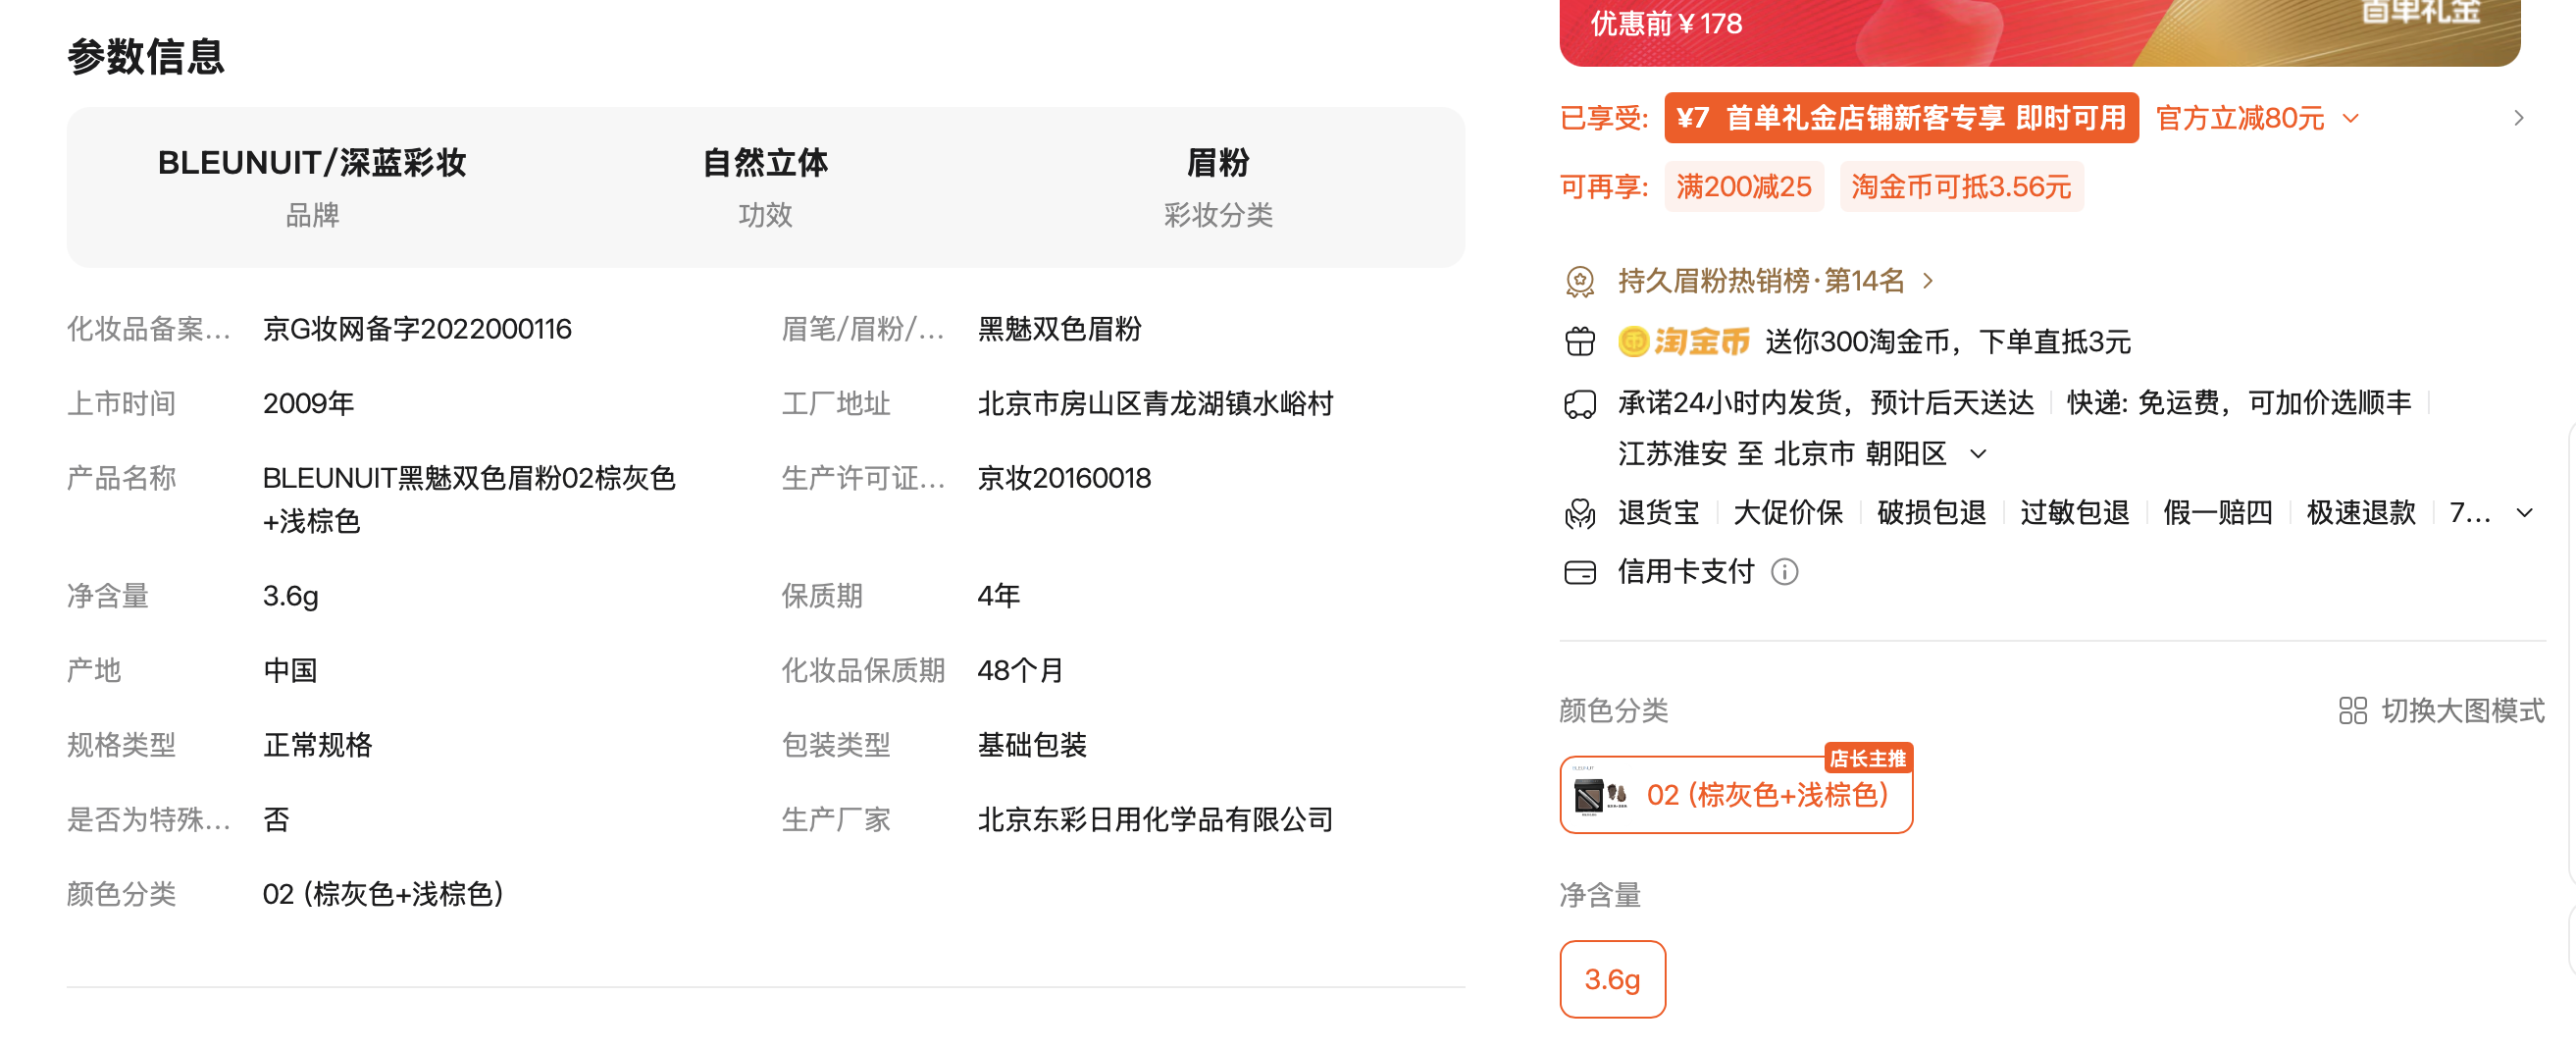 参数信息
BLEUNUIT/深蓝彩妆
品牌
自然立体
功效
眉粉
彩妆分类
化妆品备案... 京G妆网备字2022000116
眉笔/眉粉/... 黑魅双色眉粉
上市时间 2009年
工厂地址 北京市房山区青龙湖镇水峪村
产品名称 BLEUNUIT黑魅双色眉粉02棕灰色
+浅棕色
生产许可证... 京妆20160018
净含量 3.6g
保质期 4年
产地 中国
化妆品保质期 48个月
规格类型 正常规格
包装类型 基础包装
是否为特殊... 否
生产厂家 北京东彩日用化学品有限公司
颜色分类 02 (棕灰色+浅棕色)
优惠前￥178
首单礼金
已享受: ¥7 首单礼金店铺新客专享 即时可用 官方立减80元
可再享: 满200减25 淘金币可抵3.56元
持久眉粉热销榜·第14名
淘金币 送你300淘金币，下单直抵3元
承诺24小时内发货，预计后天送达 快递: 免运费，可加价选顺丰
江苏淮安 至 北京市 朝阳区
退货宝 大促价保 破损包退 过敏包退 假一赔四 极速退款 7...
信用卡支付
颜色分类
切换大图模式
店长主推
BLEUNUIT
02 (棕灰色+浅棕色)
净含量
3.6g